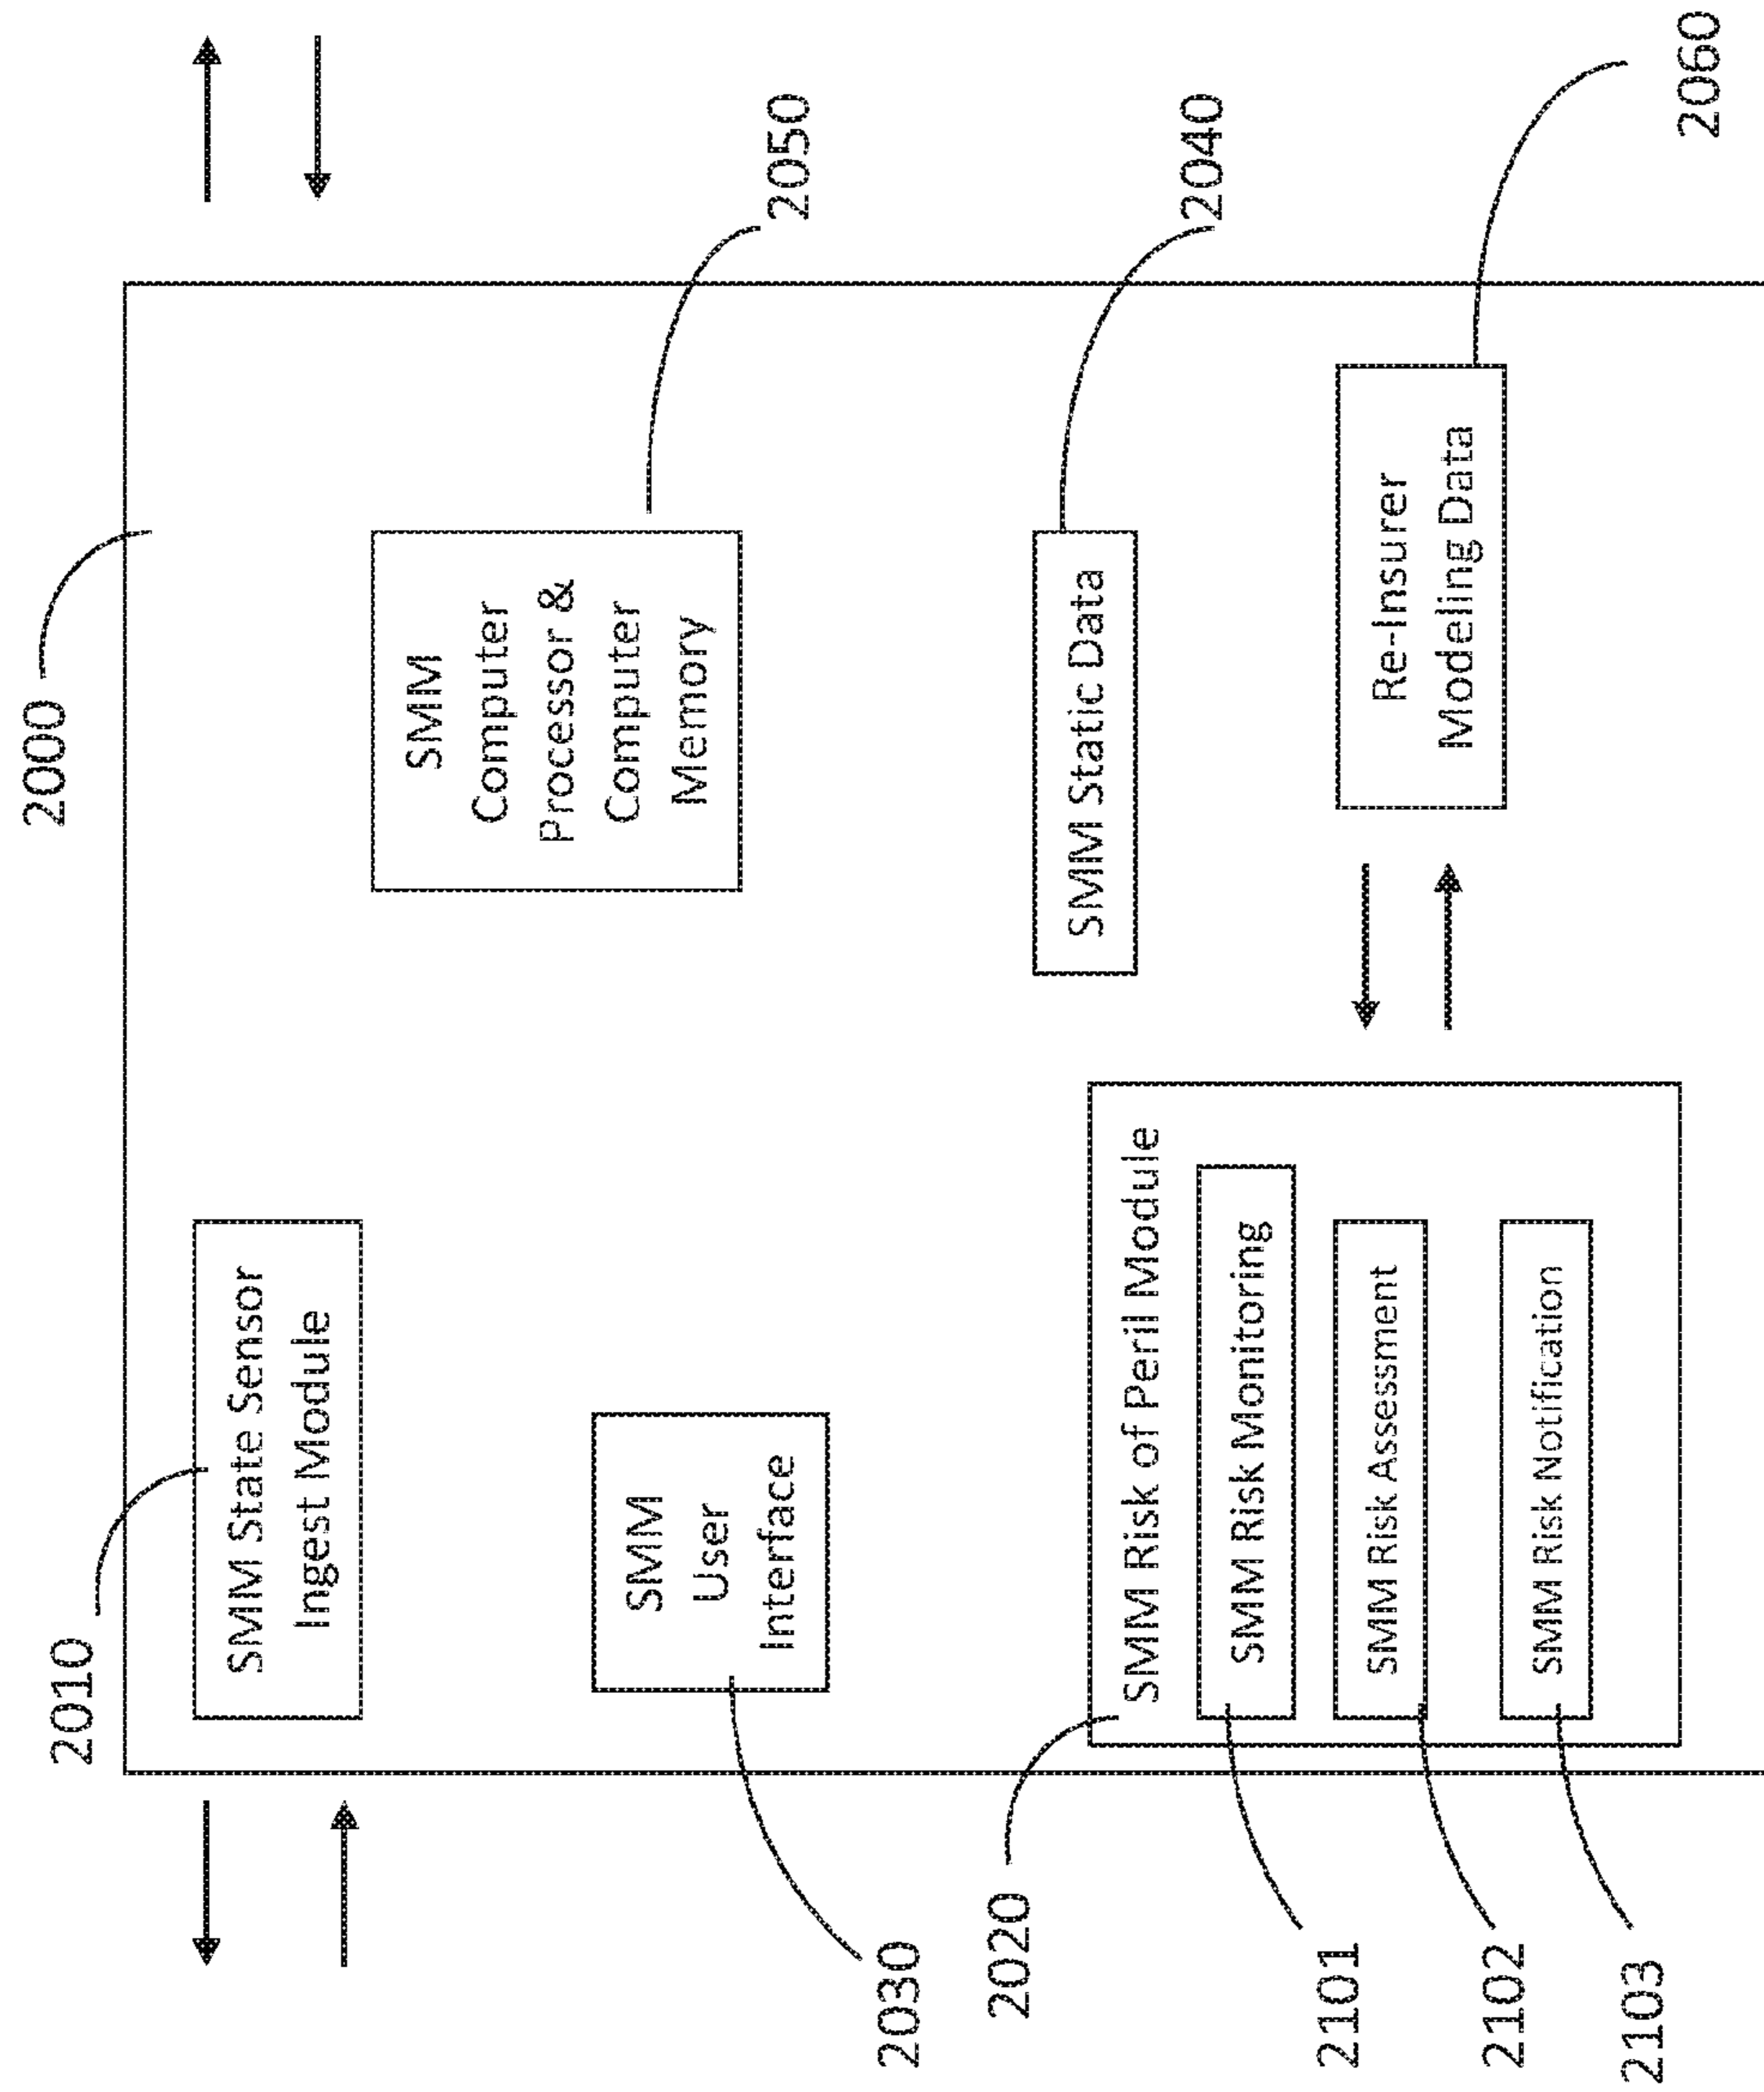 2000
2010
SMM State Sensor
Ingest Module
SMM
Computer
Processor &
Computer
Memory
2050
SMM
User
Interface
2030
SMM Static Data
2040
2020
SMM Risk of Peril Module
SMM Risk Monitoring
2101
SMM Risk Assessment
2102
SMM Risk Notification
2103
Re-Insurer
Modeling Data
2060